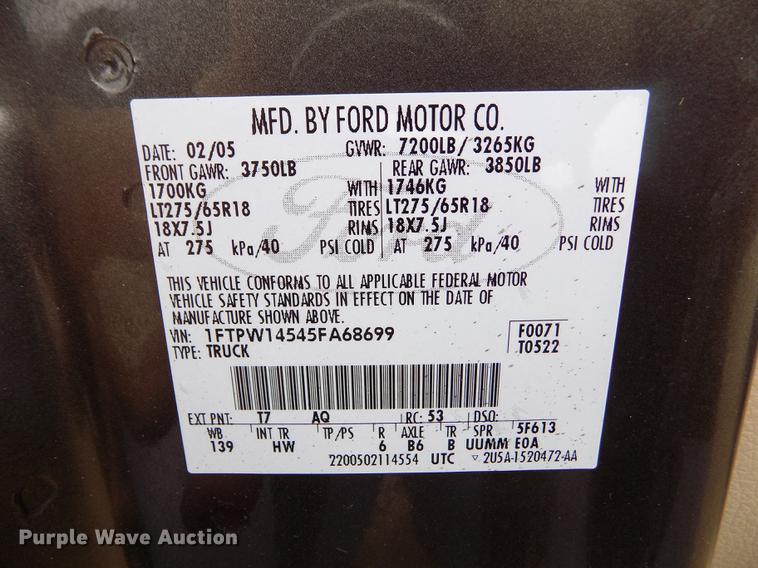 MFD. BY FORD MOTOR CO.
DATE: 02/05 GVWR: 7200LB/ 3265KG
FRONT GAWR: 3750LB REAR GAWR: 3850LB
1700KG WITH 1746KG WITH
LT275/65R18 TIRES LT275/65R18 TIRES
18X7.5J RIMS 18X7.5J RIMS
AT 275 kPa/40 PSI COLD AT 275 kPa/40 PSI COLD
Ford
THIS VEHICLE CONFORMS TO ALL APPLICABLE FEDERAL MOTOR
VEHICLE SAFETY STANDARDS IN EFFECT ON THE DATE OF
MANUFACTURE SHOWN ABOVE.
VIN: 1FTPW14545FA68699 F0071
TYPE: TRUCK T0522
EXT PNT: T7 AQ RC: 53 DSO:
WB INT TR TP/PS R AXLE TR SPR 5F613
139 HW 6 B6 B UUMM EOA
2200502114554 UTC ▽ 2U5A-1520472-AA
Purple Wave Auction